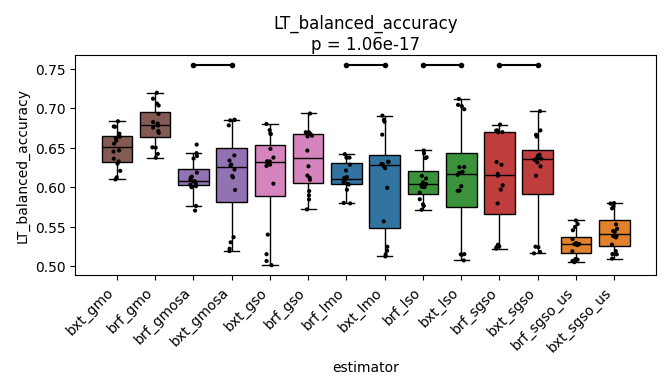 LT_balanced_accuracy
p = 1.06e-17
LT_balanced_accuracy
0.75
0.70
0.65
0.60
0.55
0.50
bxt_gmo
brf_gmo
brf_gmosa
bxt_gmosa
bxt_gso
brf_gso
brf_lmo
bxt_lmo
brf_lso
bxt_lso
brf_sgso
bxt_sgso
brf_sgso_us
bxt_sgso_us
estimator